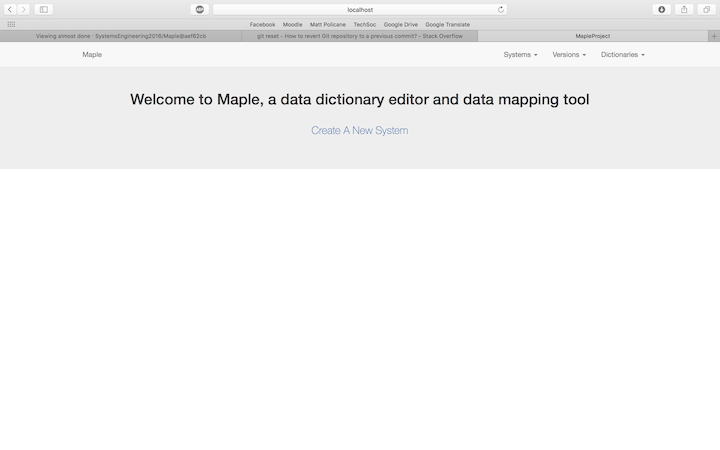 localhost
Facebook Moodle Matt Policane TechSoc Google Drive Google Translate
Viewing almost done · SystemsEngineering2016/Maple@aef62cb git reset - How to revert Git repository to a previous commit? - Stack Overflow MapleProject
Maple Systems Versions Dictionaries
Welcome to Maple, a data dictionary editor and data mapping tool
Create A New System